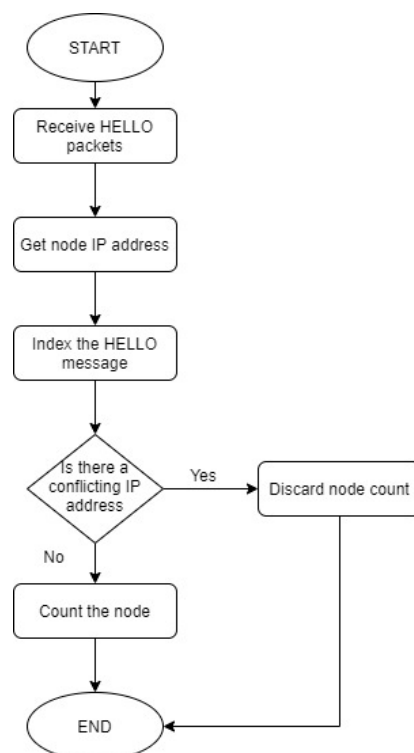 START
Receive HELLO
packets
Get node IP address
Index the HELLO
message
Is there a
conflicting IP
address
Yes
Discard node count
No
Count the node
END